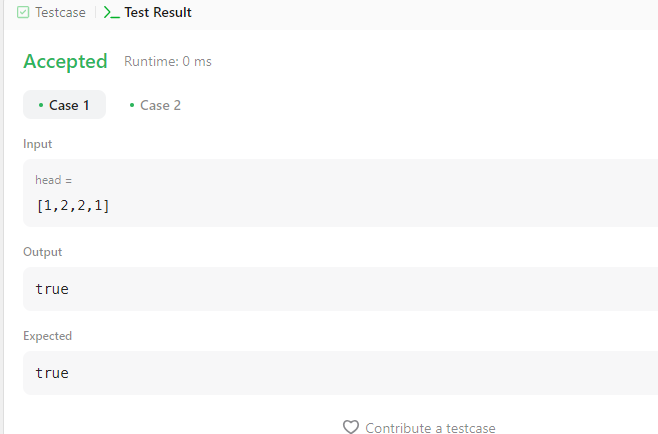 Testcase Test Result
Accepted Runtime: 0 ms
• Case 1 • Case 2
Input
head =
[1,2,2,1]
Output
true
Expected
true
Contribute a testcase